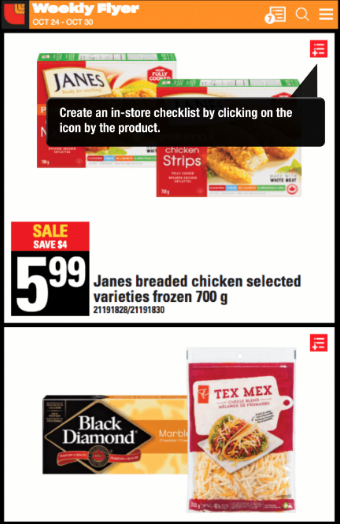 Weekly Flyer
OCT 24 - OCT 30
7
JANES
FULLY COOKED
Create an in-store checklist by clicking on the
icon by the product.
chicken
Strips
WHITE MEAT
700 g
SALE
SAVE $4
5.99
Janes breaded chicken selected
varieties frozen 700 g
21191828/21191830
Black
Diamond
Marble
TEX MEX
CHEESE BLEND
MÉLANGE DE FROMAGES